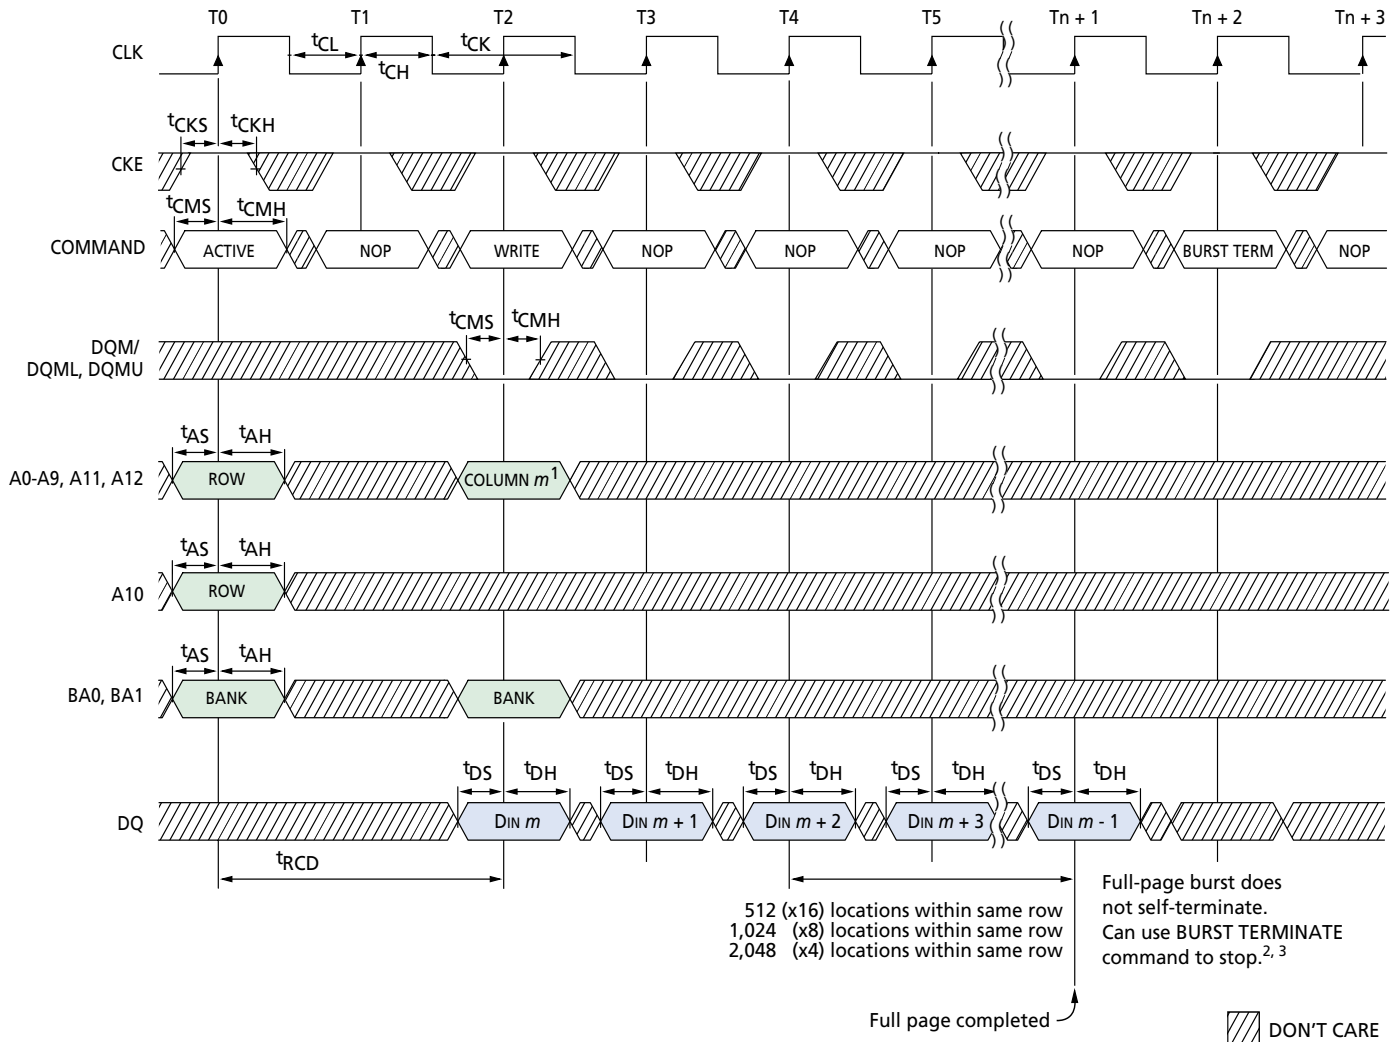 T0 T1 T2 T3 T4 T5 Tn + 1 Tn + 2 Tn + 3
CLK
tCL tCK
tCH
tCKS tCKH
CKE
tCMS tCMH
COMMAND ACTIVE NOP WRITE NOP NOP NOP NOP BURST TERM NOP
tCMS tCMH
DQM/
DQML, DQMU
tAS tAH
A0-A9, A11, A12 ROW COLUMN m1
tAS tAH
A10 ROW
tAS tAH
BA0, BA1 BANK BANK
tDS tDH tDS tDH tDS tDH tDS tDH tDS tDH
DQ DIN m DIN m + 1 DIN m + 2 DIN m + 3 DIN m - 1
tRCD
512 (x16) locations within same row
1,024 (x8) locations within same row
2,048 (x4) locations within same row
Full-page burst does
not self-terminate.
Can use BURST TERMINATE
command to stop.2, 3
Full page completed
DON'T CARE